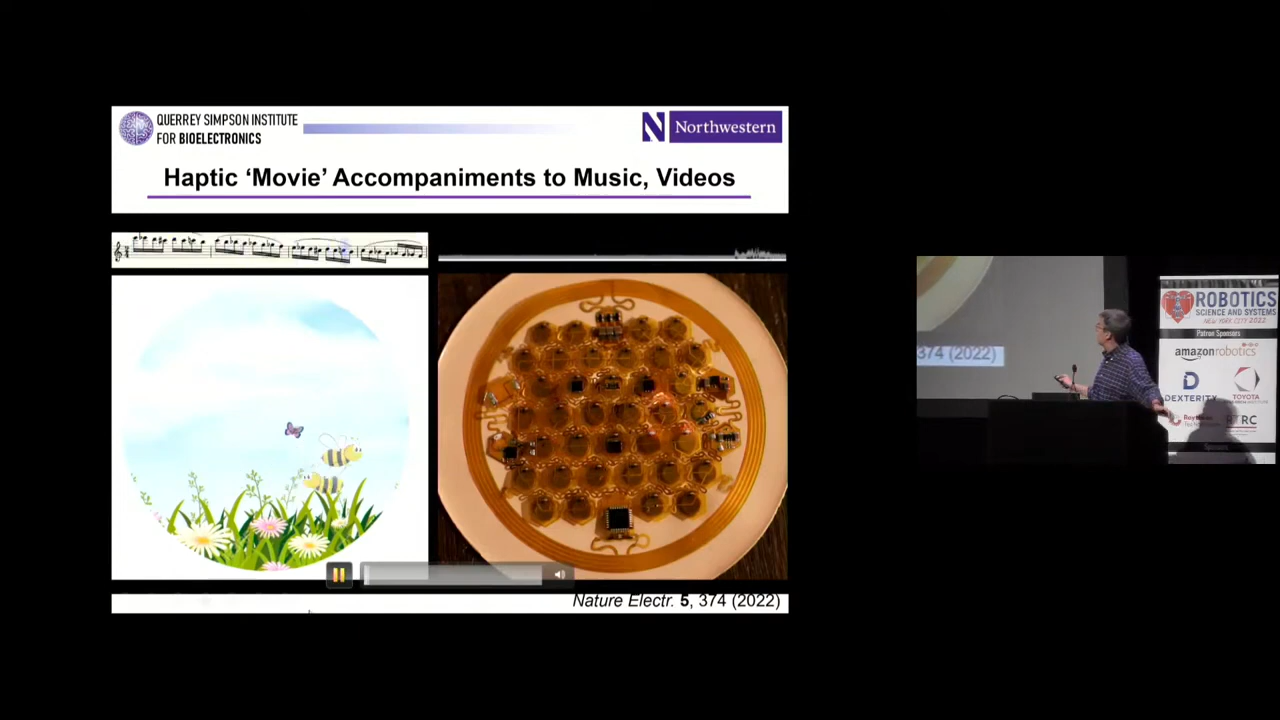 QUERREY SIMPSON INSTITUTE
FOR BIOELECTRONICS
N Northwestern
Haptic ‘Movie’ Accompaniments to Music, Videos
Nature Electr. 5, 374 (2022)
374 (2022)
ROBOTICS
SCIENCE AND SYSTEMS
NEW YORK CITY 2022
Patron Sponsors
amazon robotics
D
DEXTERITY
TOYOTA